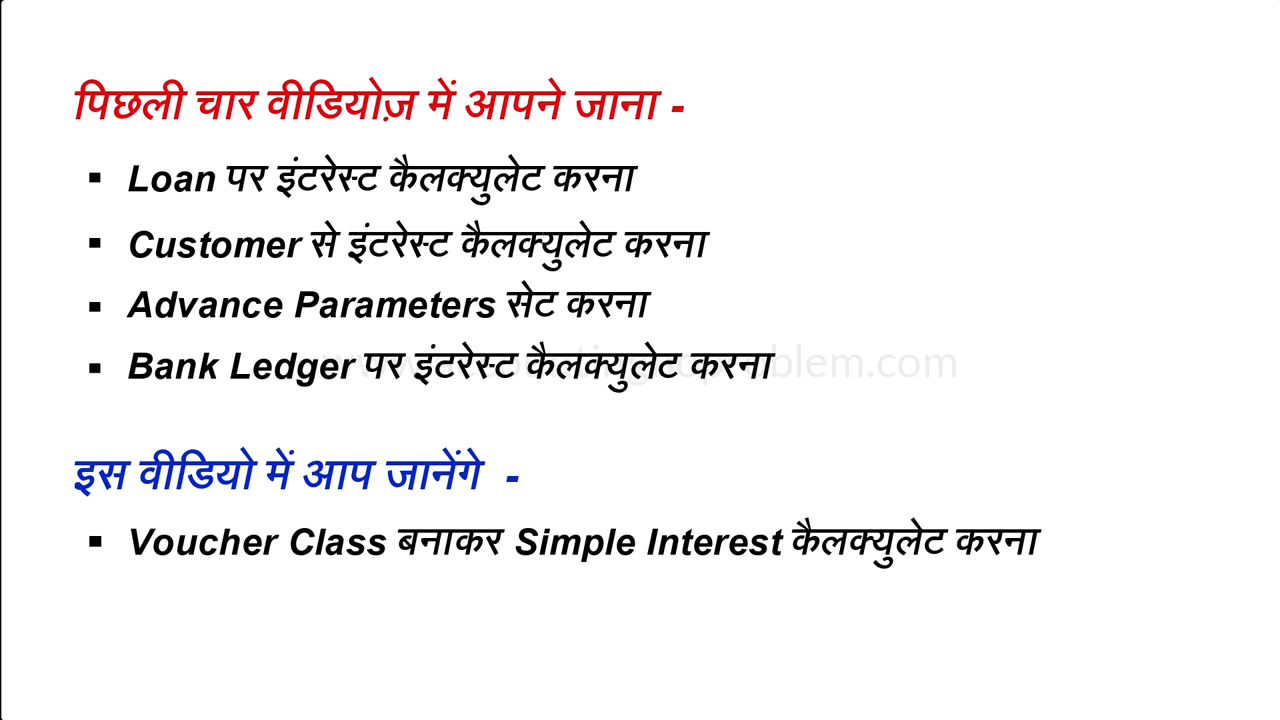 पिछली चार वीडियोज़ में आपने जाना -
▪ Loan पर इंटरेस्ट कैलक्युलेट करना
▪ Customer से इंटरेस्ट कैलक्युलेट करना
▪ Advance Parameters सेट करना
▪ Bank Ledger पर इंटरेस्ट कैलक्युलेट करना
इस वीडियो में आप जानेंगे -
▪ Voucher Class बनाकर Simple Interest कैलक्युलेट करना